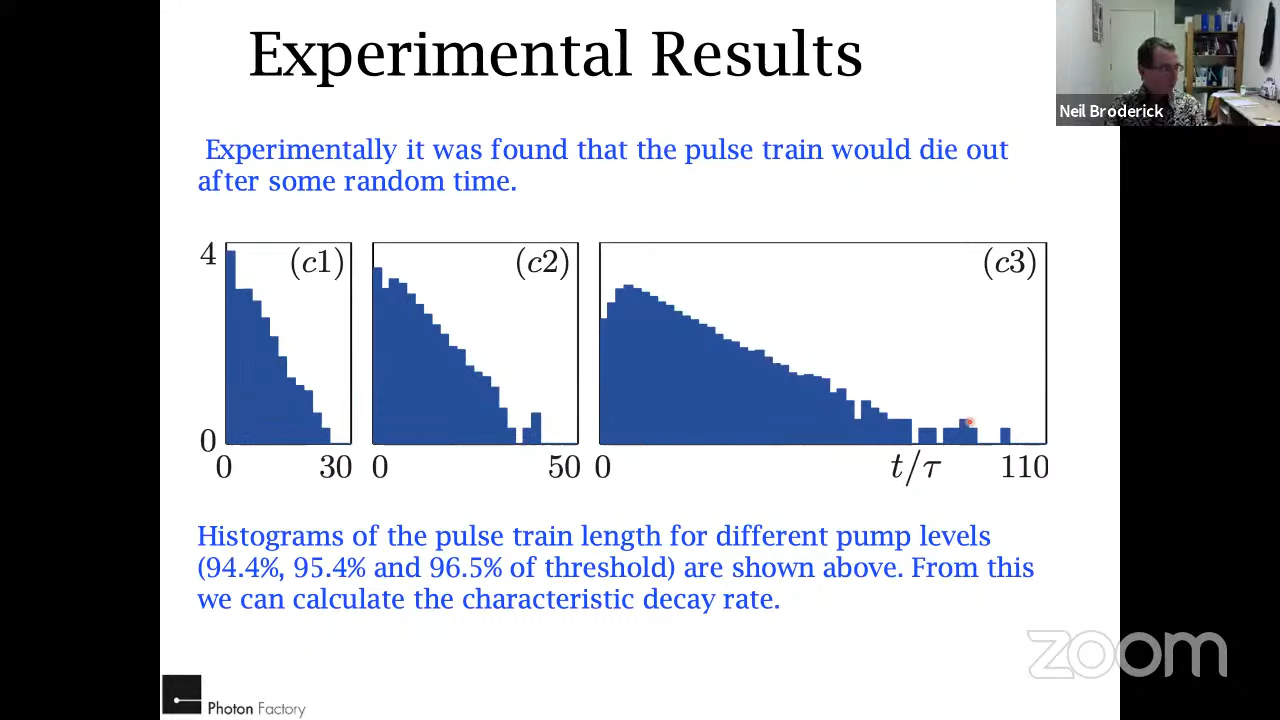 Experimental Results
Neil Broderick
Experimentally it was found that the pulse train would die out
after some random time.
4 (c1) (c2) (c3)
0
0 30 0 50 0 t/τ 110
Histograms of the pulse train length for different pump levels
(94.4%, 95.4% and 96.5% of threshold) are shown above. From this
we can calculate the characteristic decay rate.
zoom
Photon Factory